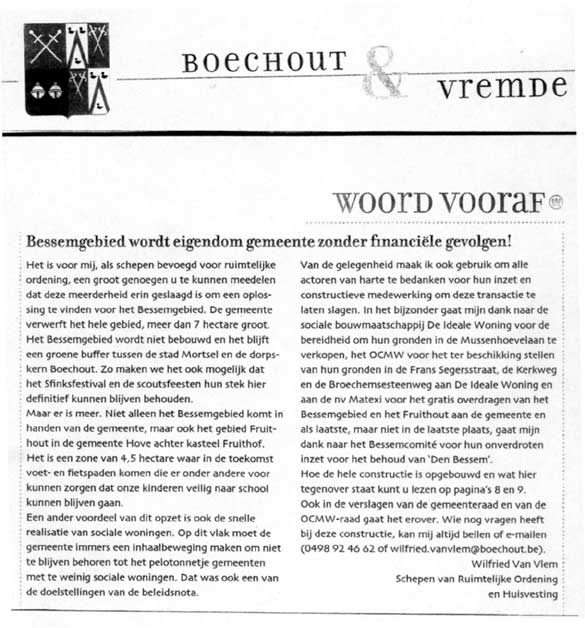 Boechout
&
Vremde
Woord vooraf
Bessemgebied wordt eigendom gemeente zonder financiële gevolgen!
Het is voor mij, als schepen bevoegd voor ruimtelijke
ordening, een groot genoegen u te kunnen meedelen
dat deze meerderheid erin geslaagd is om een oplos-
sing te vinden voor het Bessemgebied. De gemeente
verwerft het hele gebied, meer dan 7 hectare groot.
Het Bessemgebied wordt niet bebouwd en het blijft
een groene buffer tussen de stad Mortsel en de dorps-
kern Boechout. Zo maken we het ook mogelijk dat
het Sfinksfestival en de scoutsfeesten hun stek hier
definitief kunnen blijven behouden.
Maar er is meer. Niet alleen het Bessemgebied komt in
handen van de gemeente, maar ook het gebied Fruit-
hout in de gemeente Hove achter kasteel Fruithof.
Het is een zone van 4,5 hectare waar in de toekomst
voet- en fietspaden komen die er onder andere voor
kunnen zorgen dat onze kinderen veilig naar school
kunnen blijven gaan.
Een ander voordeel van dit opzet is ook de snelle
realisatie van sociale woningen. Op dit vlak moet de
gemeente immers een inhaalbeweging maken om niet
te blijven behoren tot het pelotonnetje gemeenten
met te weinig sociale woningen. Dat was ook een van
de doelstellingen van de beleidsnota.
Van de gelegenheid maak ik ook gebruik om alle
actoren van harte te bedanken voor hun inzet en
constructieve medewerking om deze transactie te
laten slagen. In het bijzonder gaat mijn dank naar de
sociale bouwmaatschappij De Ideale Woning voor de
bereidheid om hun gronden in de Mussenhoevelaan te
verkopen, het OCMW voor het ter beschikking stellen
van hun gronden in de Frans Segersstraat, de Kerkweg
en de Broechemsesteenweg aan De Ideale Woning en
aan de nv Matexi voor het gratis overdragen van het
Bessemgebied en het Fruithout aan de gemeente en
als laatste, maar niet in de laatste plaats, gaat mijn
dank naar het Bessemcomité voor hun onverdroten
inzet voor het behoud van ‘Den Bessem’.
Hoe de hele constructie is opgebouwd en wat hier
tegenover staat kunt u lezen op pagina’s 8 en 9.
Ook in de verslagen van de gemeenteraad en van de
OCMW-raad gaat het erover. Wie nog vragen heeft
bij deze constructie, kan mij altijd bellen of e-mailen
(0498 92 46 62 of wilfried.vanvlem@boechout.be).
Wilfried Van Vlem
Schepen van Ruimtelijke Ordening
en Huisvesting